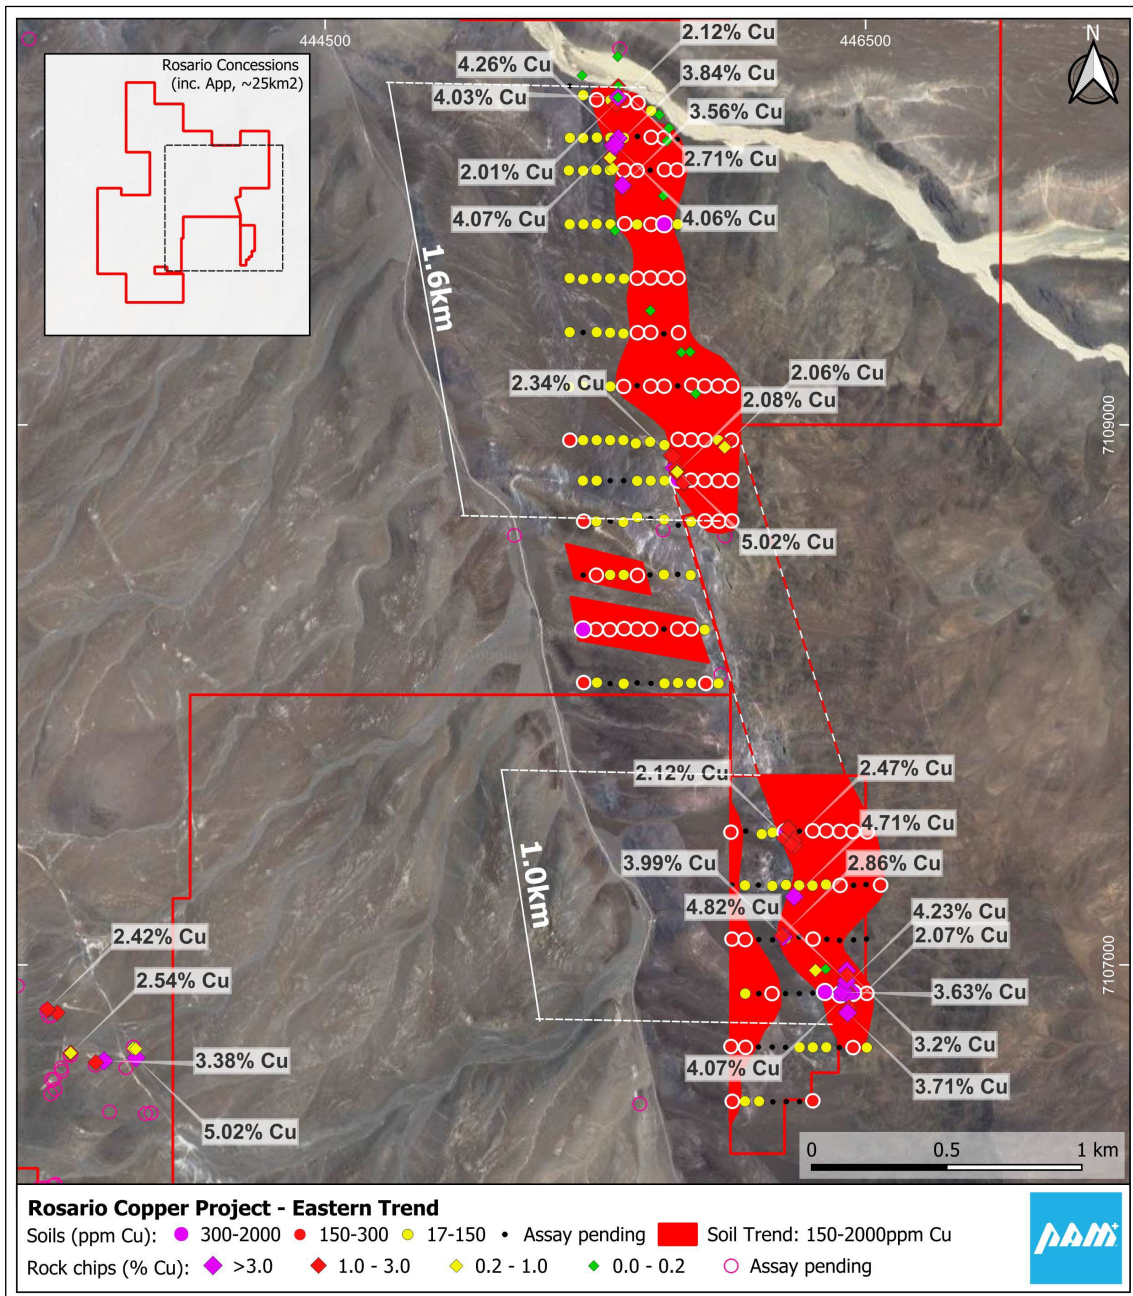 444500
446500
N
Rosario Concessions
(inc. App, ~25km2)
2.12% Cu
4.26% Cu
3.84% Cu
4.03% Cu
3.56% Cu
2.71% Cu
2.01% Cu
4.07% Cu
4.06% Cu
1.6km
2.06% Cu
2.34% Cu
2.08% Cu
7109000
5.02% Cu
2.12% Cu
2.47% Cu
4.71% Cu
3.99% Cu
2.86% Cu
1.0km
4.82% Cu
4.23% Cu
2.07% Cu
2.42% Cu
2.54% Cu
7107000
3.63% Cu
3.2% Cu
3.38% Cu
4.07% Cu
3.71% Cu
5.02% Cu
0 0.5 1 km
Rosario Copper Project - Eastern Trend
Soils (ppm Cu): 300-2000 150-300 17-150 Assay pending Soil Trend: 150-2000ppm Cu
Rock chips (% Cu): >3.0 1.0 - 3.0 0.2 - 1.0 0.0 - 0.2 Assay pending
PAM